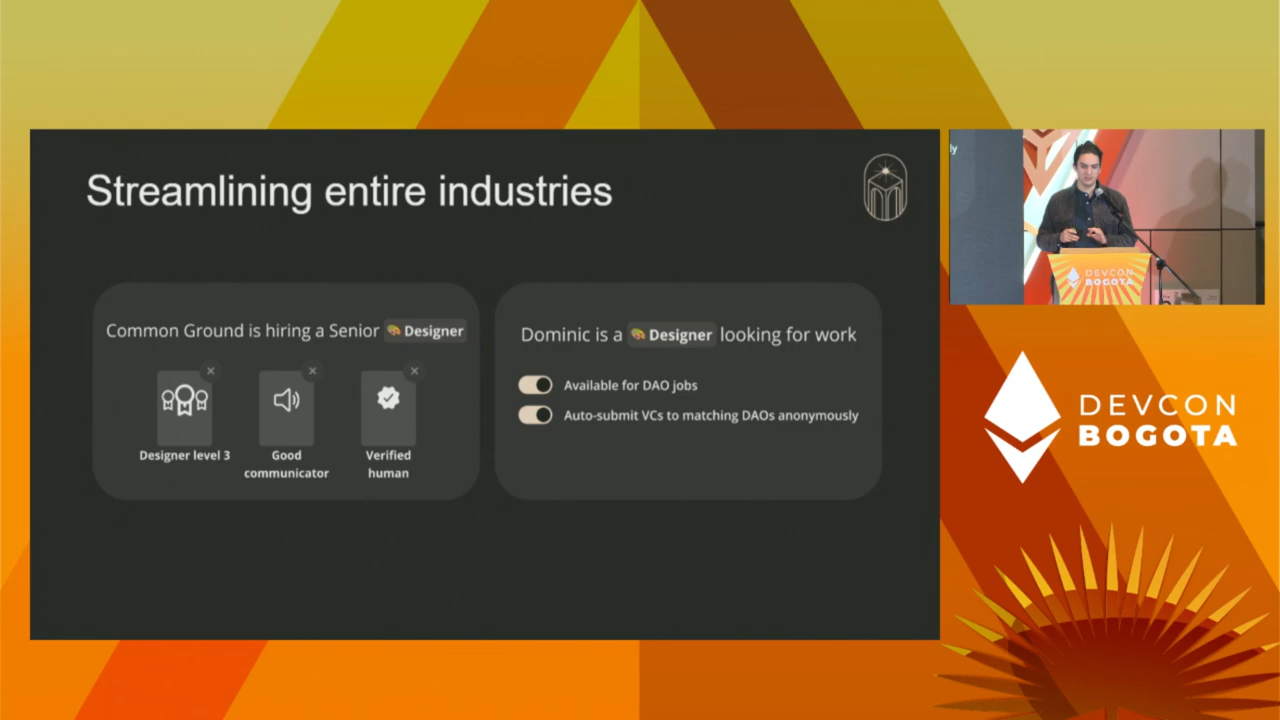 Streamlining entire industries
Common Ground is hiring a Senior 🎨 Designer
Designer level 3
Good
communicator
Verified
human
Dominic is a 🎨 Designer looking for work
Available for DAO jobs
Auto-submit VCs to matching DAOs anonymously
ly
DEVCON
BOGOTA
DEVCON
BOGOTA